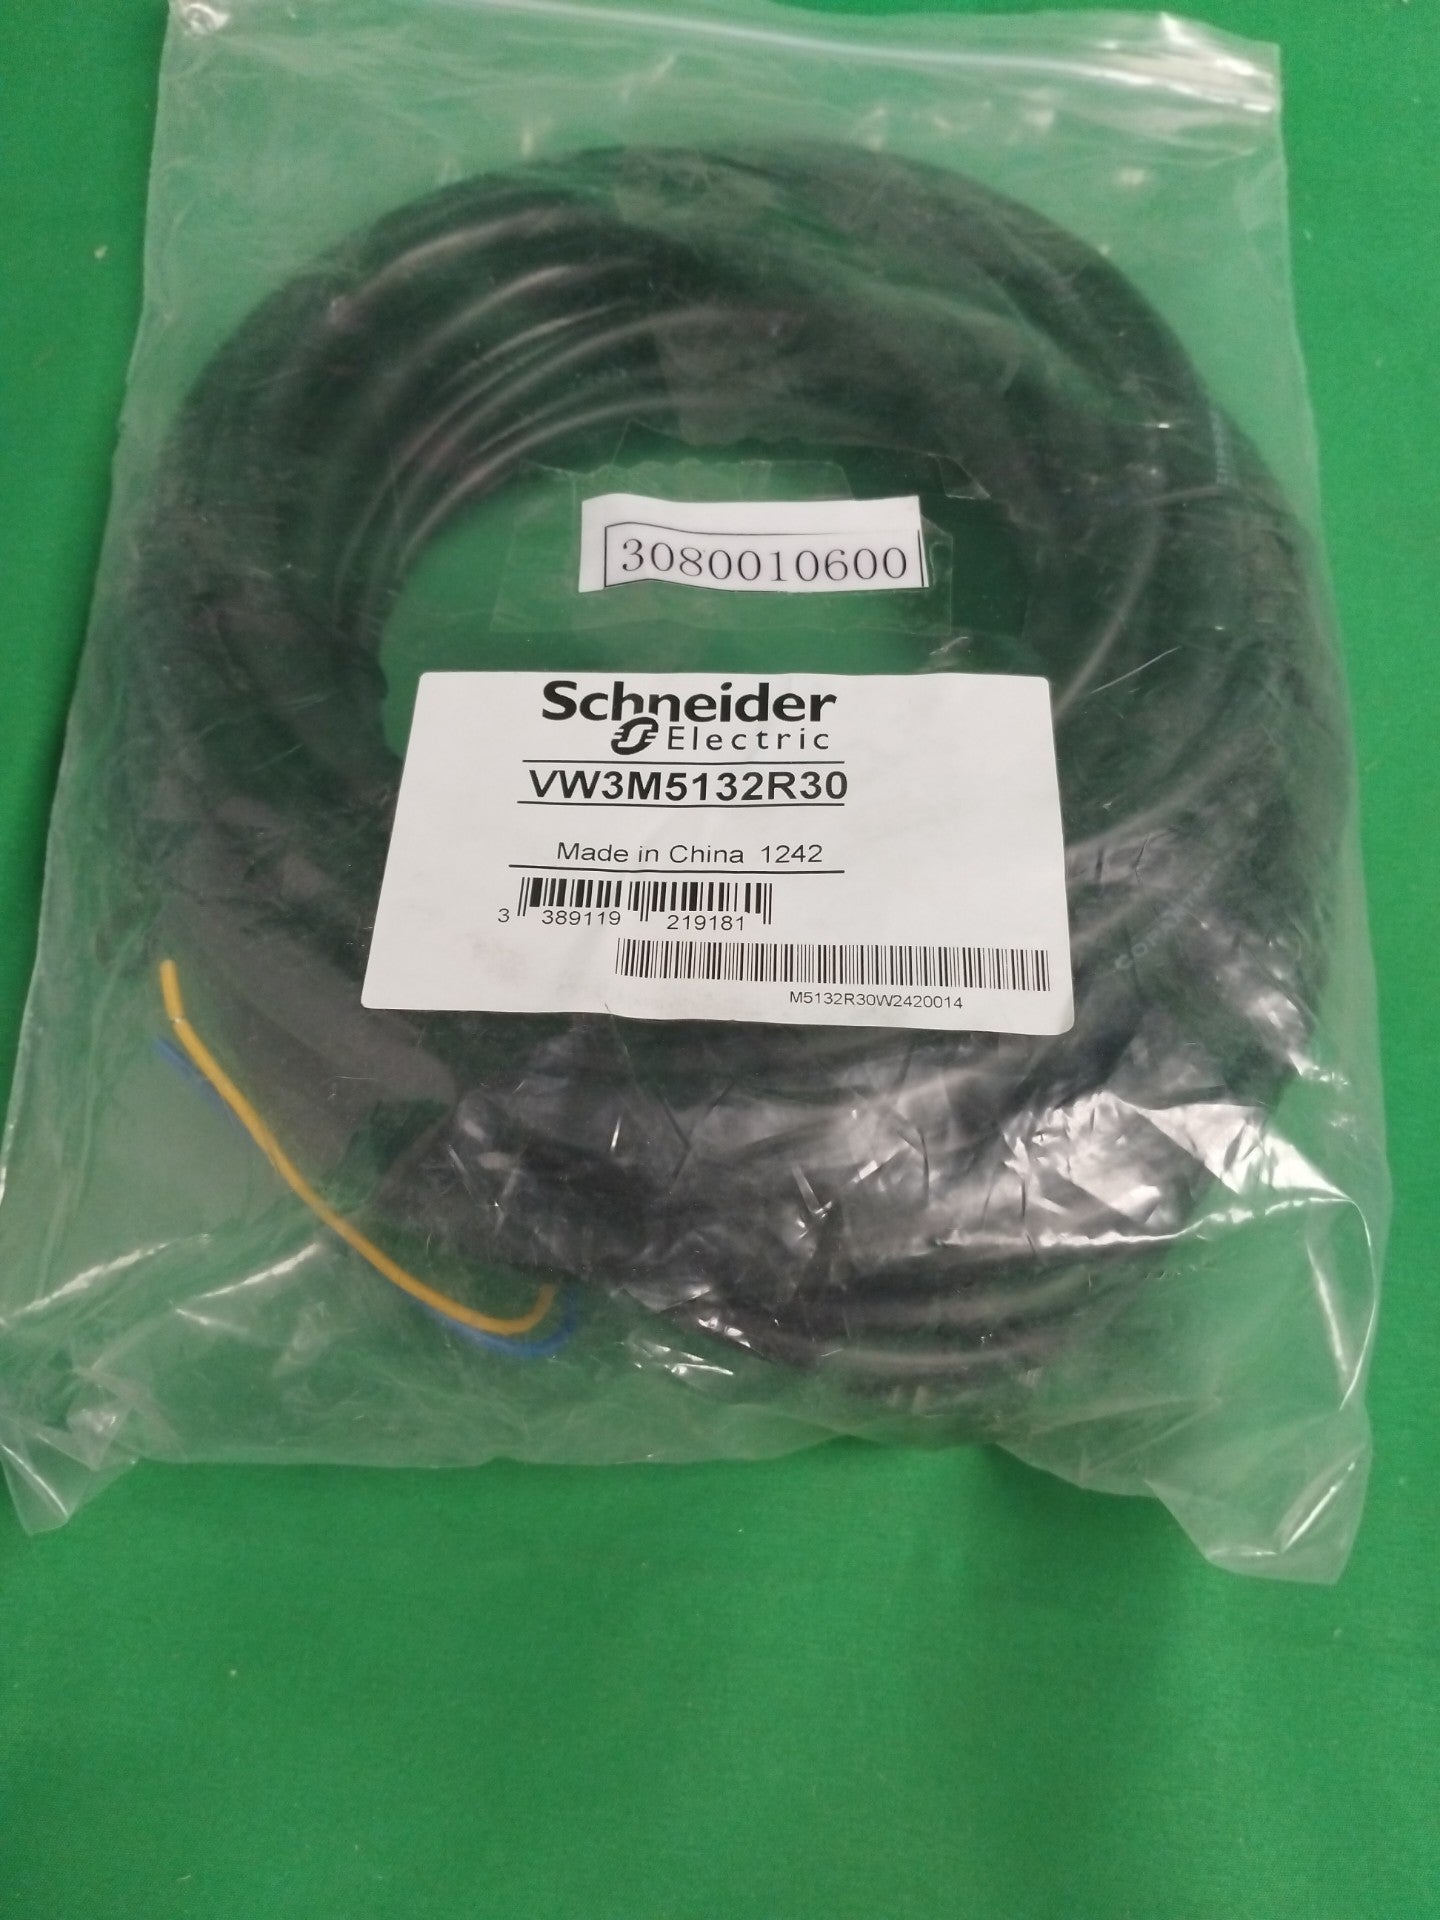 3080010600
Schneider
Electric
VW3M5132R30
Made in China 1242
3 389119 219181
M5132R30W2420014